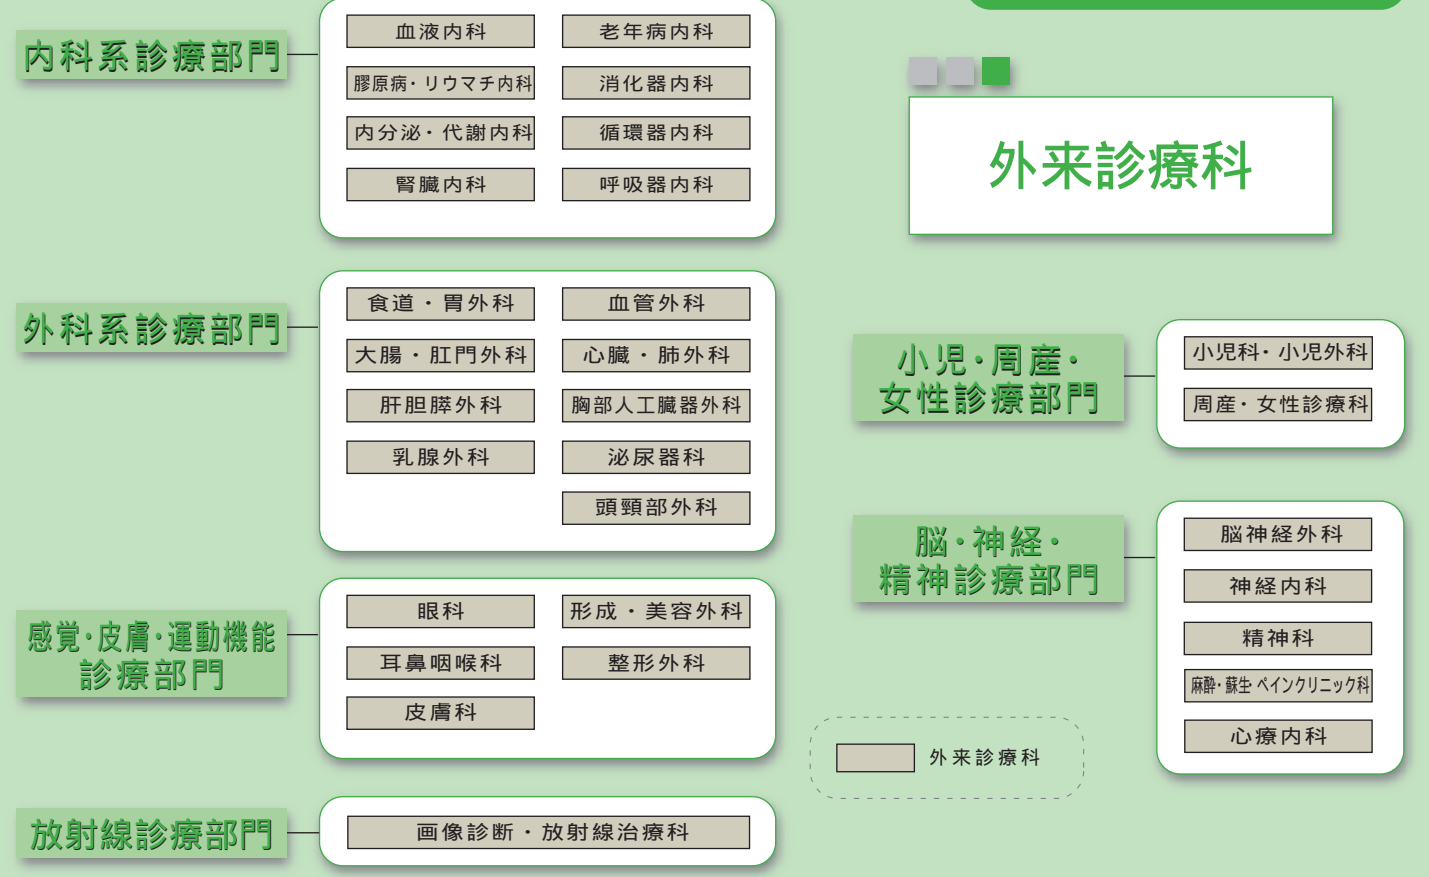 内科系診療部門
血液内科
老年病内科
膠原病・リウマチ内科
消化器内科
内分泌・代謝内科
循環器内科
腎臓内科
呼吸器内科
外科系診療部門
食道・胃外科
血管外科
大腸・肛門外科
心臓・肺外科
肝胆膵外科
胸部人工臓器外科
乳腺外科
泌尿器科
頭頸部外科
感覚・皮膚・運動機能
診療部門
眼科
形成・美容外科
耳鼻咽喉科
整形外科
皮膚科
放射線診療部門
画像診断・放射線治療科
外来診療科
小児・周産・
女性診療部門
小児科・小児外科
周産・女性診療科
脳・神経・
精神診療部門
脳神経外科
神経内科
精神科
麻酔・蘇生・ペインクリニック科
心療内科
外来診療科